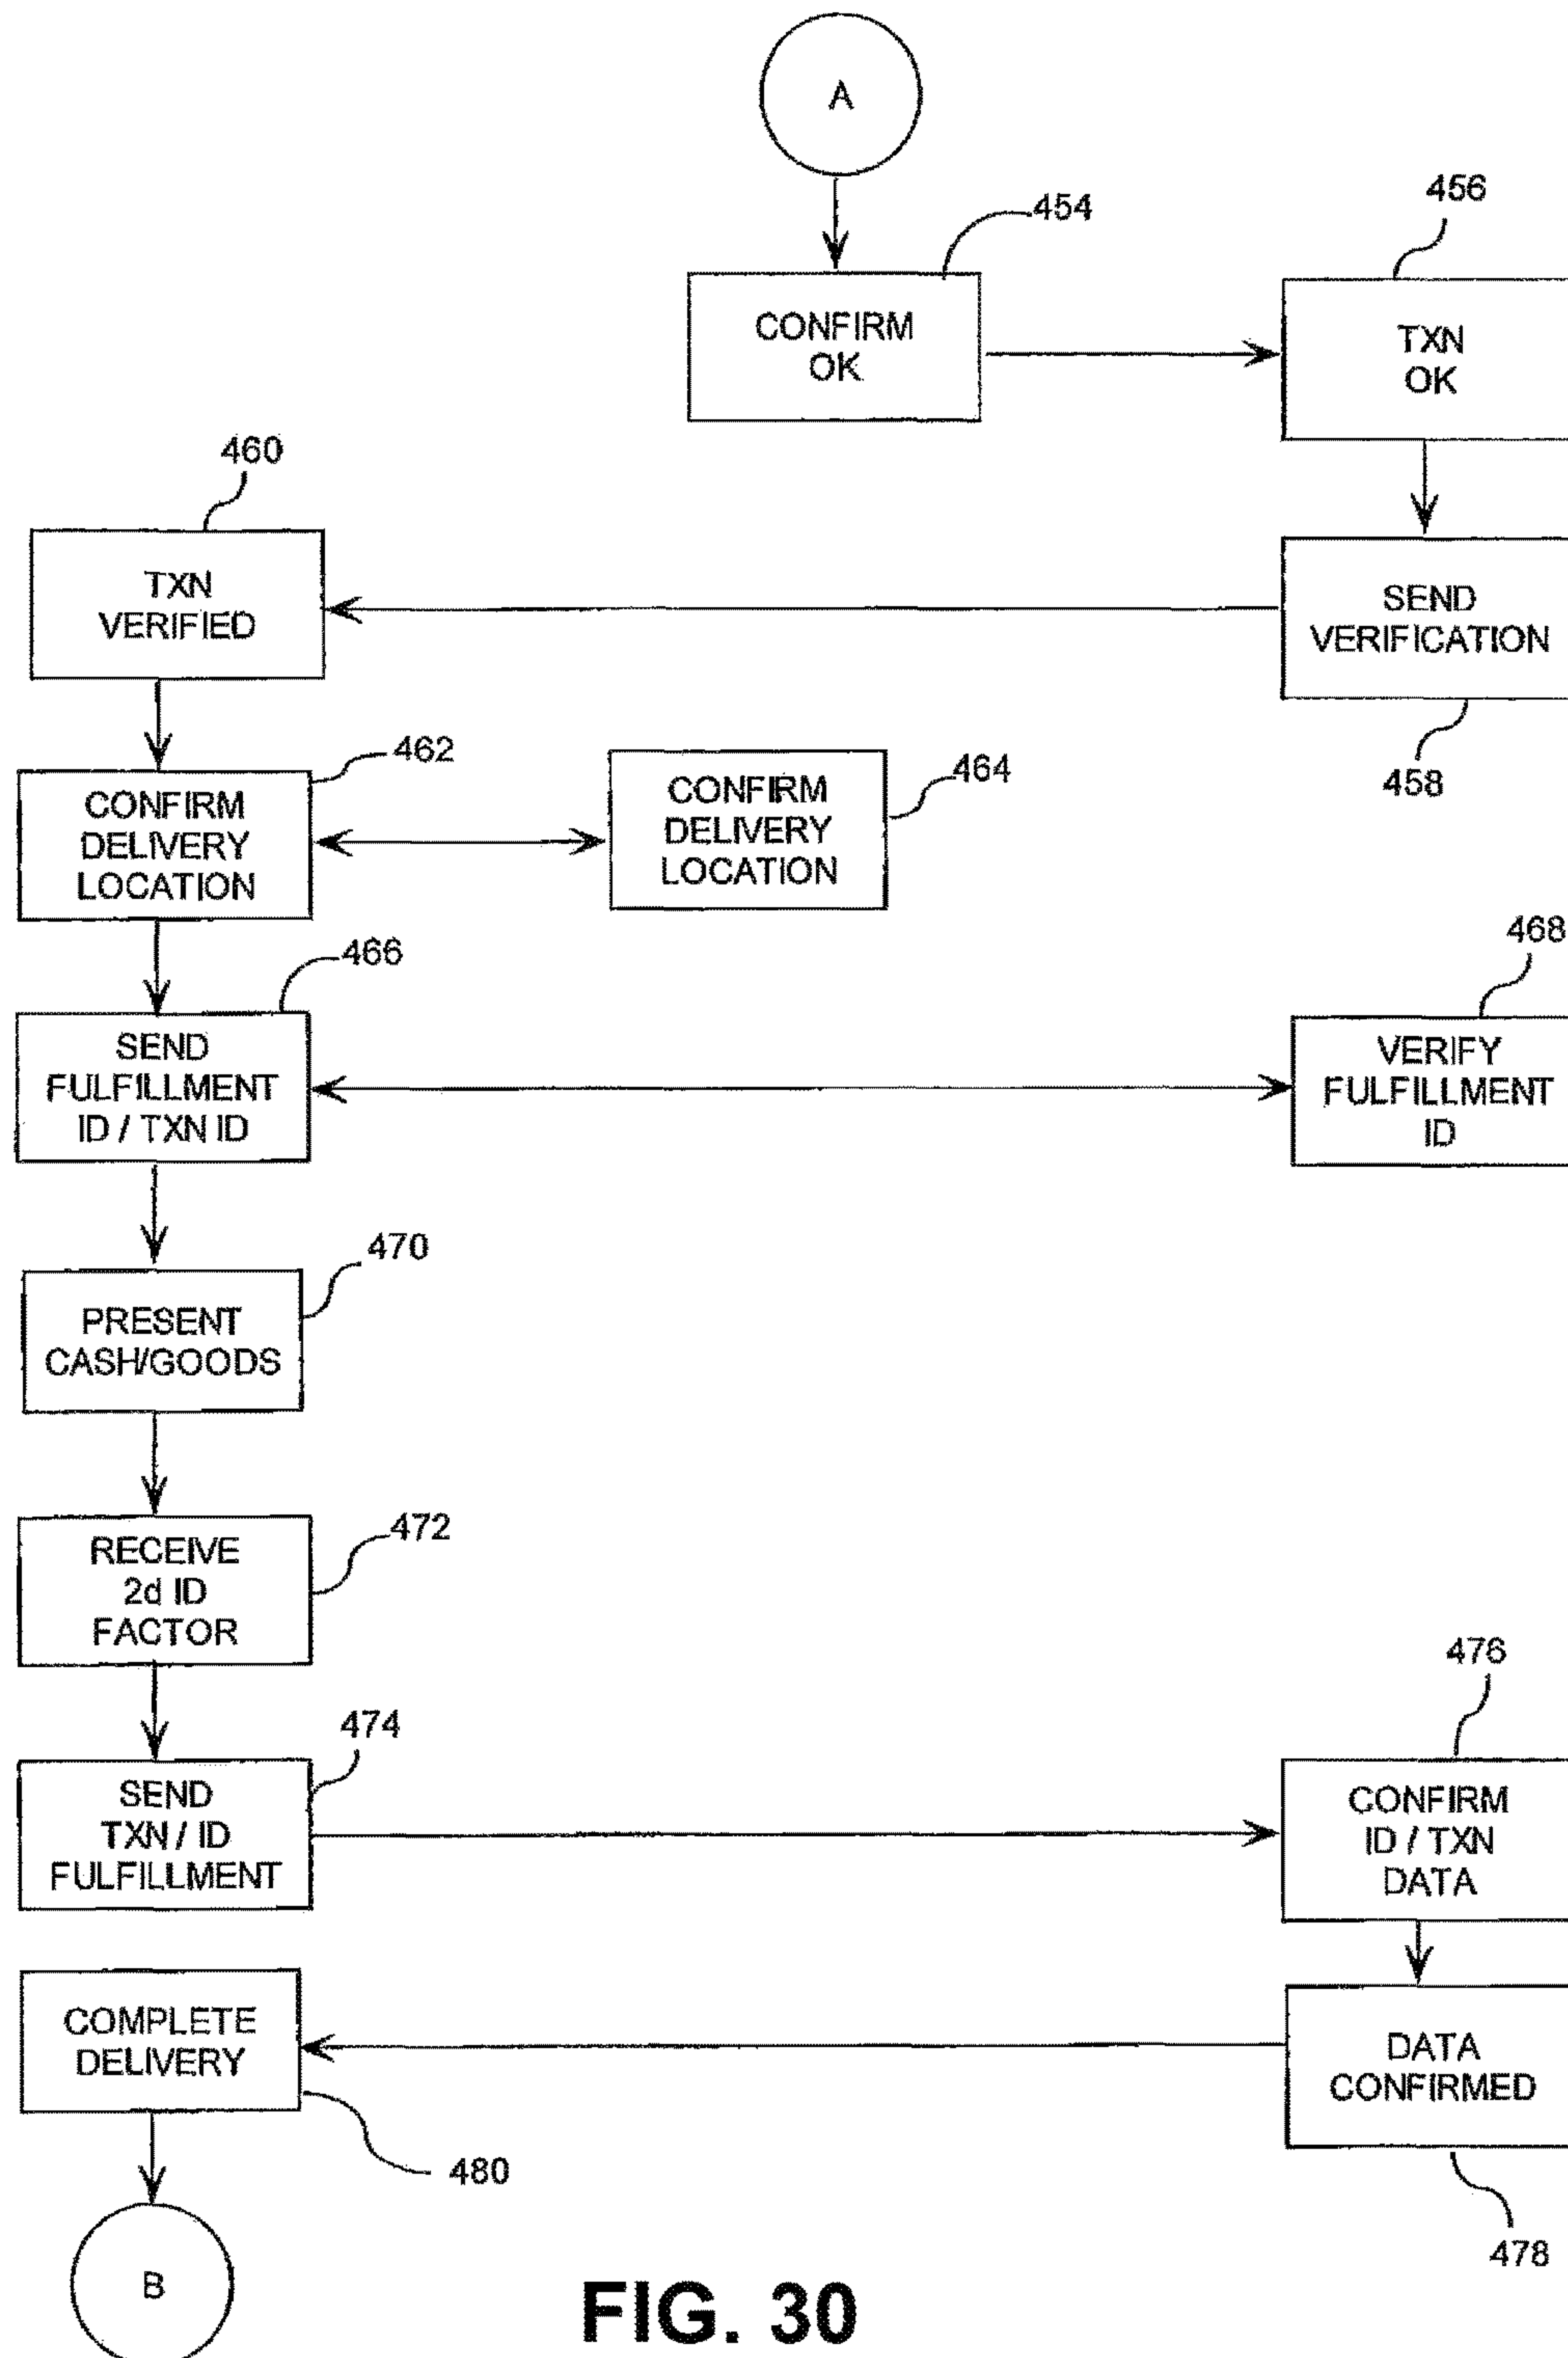 A
454
456
CONFIRM
OK
TXN
OK
460
TXN
VERIFIED
SEND
VERIFICATION
458
462
CONFIRM
DELIVERY
LOCATION
CONFIRM
DELIVERY
LOCATION
464
466
468
SEND
FULFILLMENT
ID / TXN ID
VERIFY
FULFILLMENT
ID
470
PRESENT
CASH/GOODS
472
RECEIVE
2d ID
FACTOR
476
474
SEND
TXN / ID
FULFILLMENT
CONFIRM
ID / TXN
DATA
COMPLETE
DELIVERY
DATA
CONFIRMED
480
478
B
FIG. 30